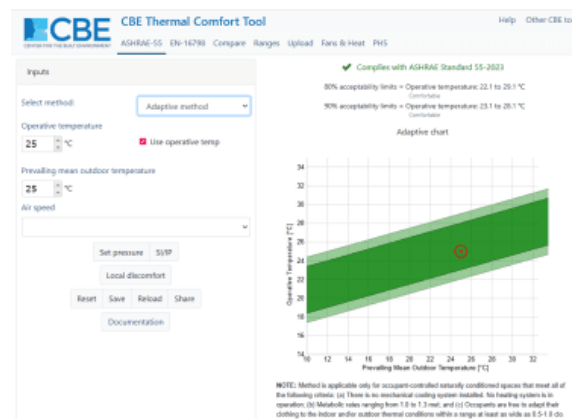 CBE
CENTER FOR THE BUILT ENVIRONMENT
CBE Thermal Comfort Tool
Help Other CBE to
ASHRAE-55 EN-16798 Compare Ranges Upload Fans & Heat PHS
Inputs
Select method:
Adaptive method
Operative temperature
25 °C
Use operative temp
Prevailing mean outdoor temperature
25 °C
Air speed
Set pressure SI/IP
Local discomfort
Reset Save Reload Share
Documentation
Complies with ASHRAE Standard 55-2023
80% acceptability limits = Operative temperature: 22.1 to 29.1 °C
Comfortable
90% acceptability limits = Operative temperature: 23.1 to 28.1 °C
Comfortable
Adaptive chart
Operative Temperature [°C]
34
32
30
28
26
24
22
20
18
16
14
10 12 14 16 18 20 22 24 26 28 30 32
Prevailing Mean Outdoor Temperature [°C]
NOTE: Method is applicable only for occupant-controlled naturally conditioned spaces that meet all of
the following criteria: (a) There is no mechanical cooling system installed. No heating system is in
operation; (b) Metabolic rates ranging from 1.0 to 1.3 met; and (c) Occupants are free to adapt their
clothing to the indoor and/or outdoor thermal conditions within a range at least as wide as 0.5-1.0 clo.